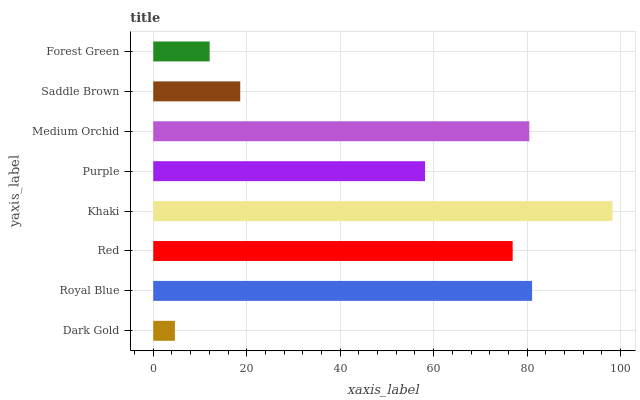 title
yaxis_label
Forest Green
Saddle Brown
Medium Orchid
Purple
Khaki
Red
Royal Blue
Dark Gold
0 20 40 60 80 100
xaxis_label